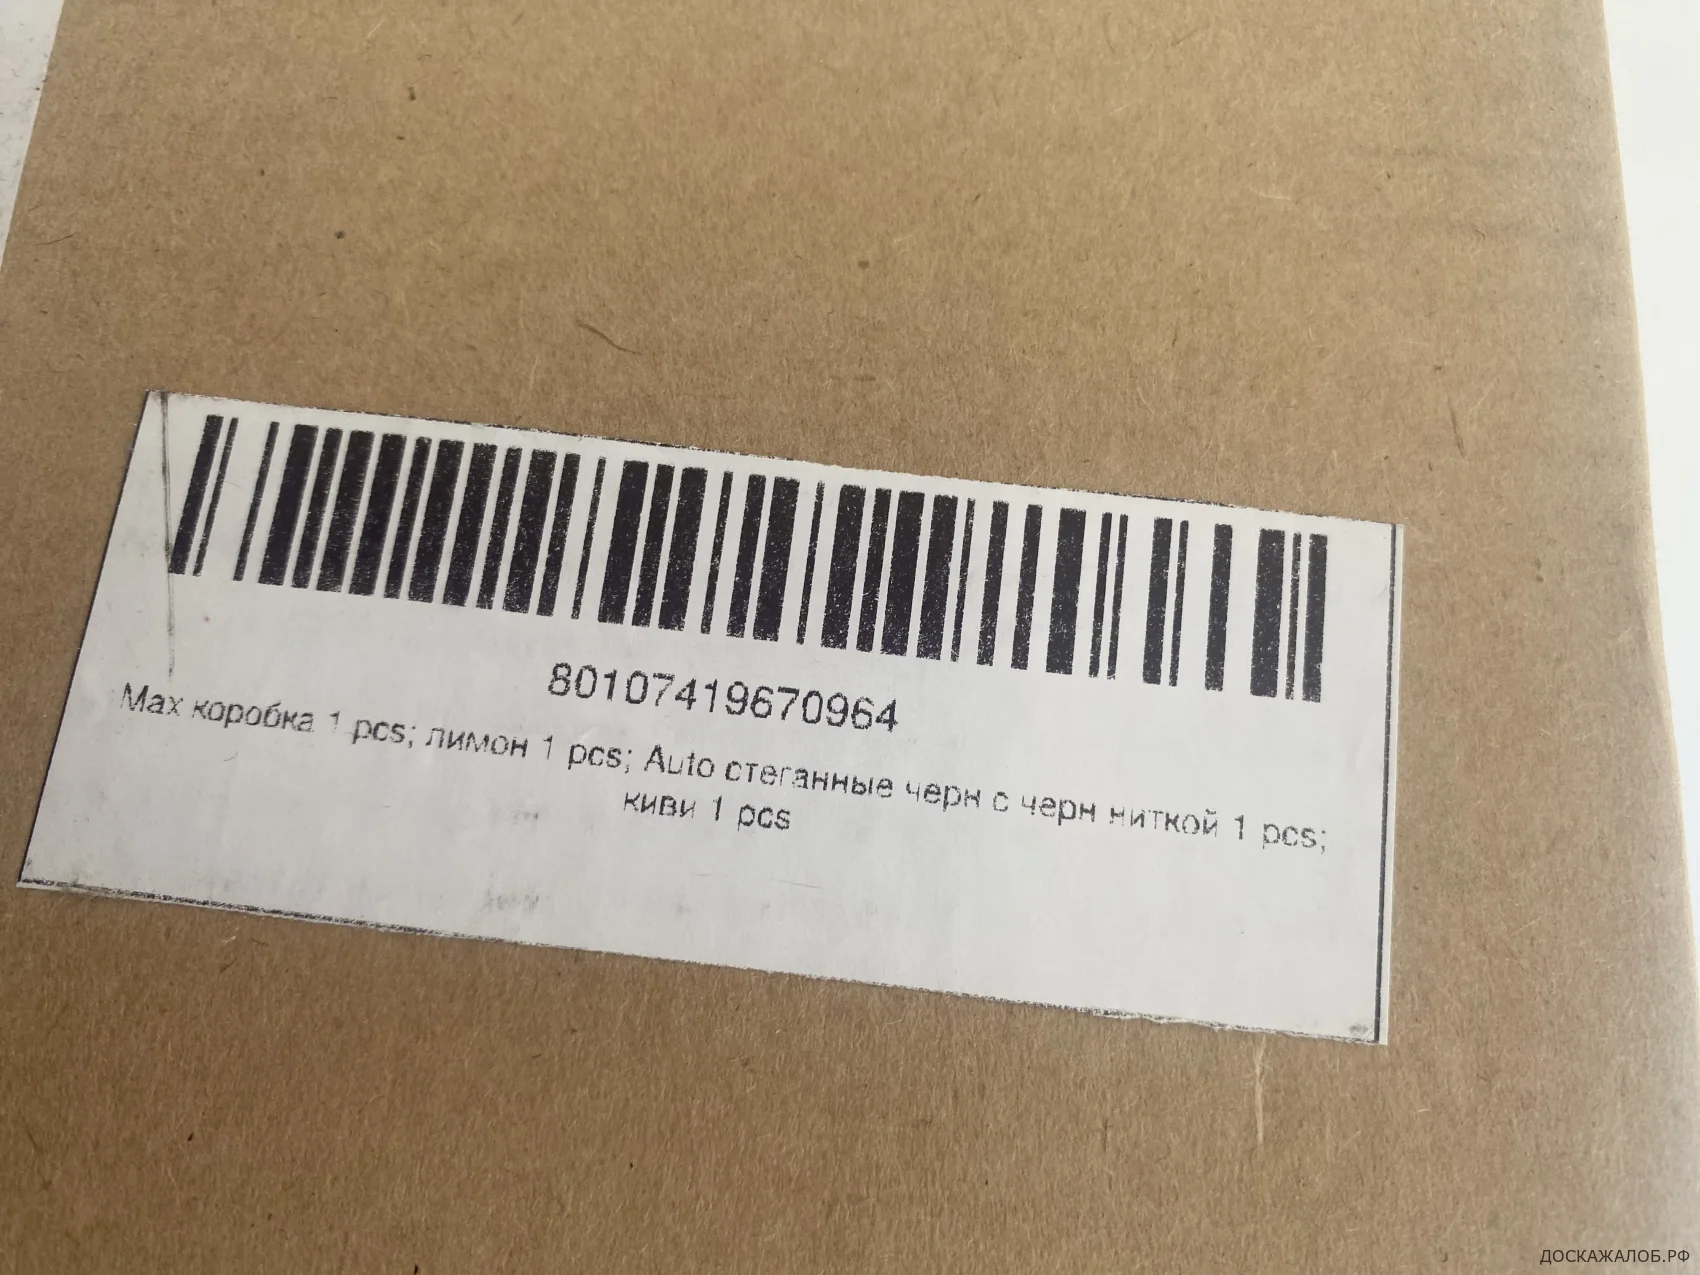 80107419670964
Max коробка 1 pcs; лимон 1 pcs; Auto стеганные черн с черн ниткой 1 pcs;
киви 1 pcs
ДОСКАЖАЛОБ.РФ